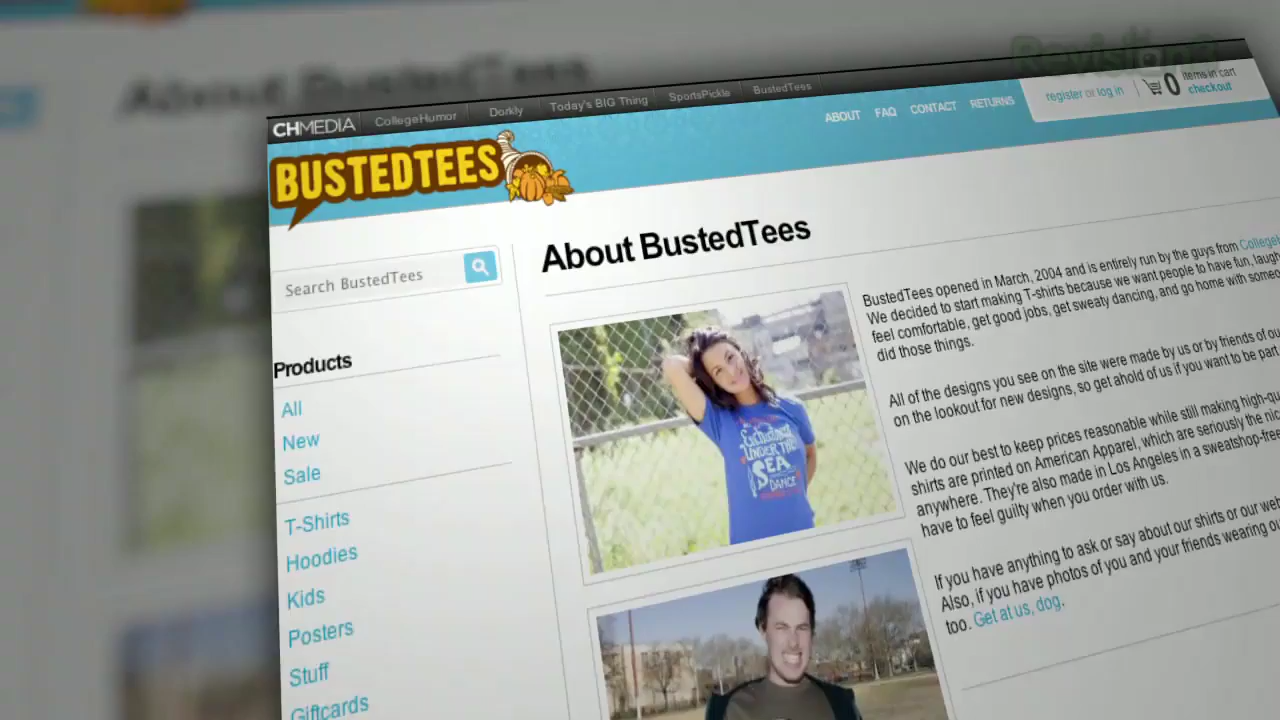 Revision3
CHMEDIA CollegeHumor Dorkly Today's BIG Thing SportsPickle BustedTees
BUSTEDTEES
ABOUT FAQ CONTACT RETURNS
register or log in
0 items in cart
checkout
Search BustedTees
Products
All
New
Sale
T-Shirts
Hoodies
Kids
Posters
Stuff
Giftcards
About BustedTees
EXCLUSIONS
UNDER THE
SEA
DANCE
BustedTees opened in March, 2004 and is entirely run by the guys from
We decided to start making T-shirts because we want people to have fun, laugh
feel comfortable, get good jobs, get sweaty dancing, and go home with
did those things.
All of the designs you see on the site were made by us or by friends of
on the lookout for new designs, so get ahold of us if you want to be
We do our best to keep prices reasonable while still making
shirts are printed on American Apparel, which are seriously the
anywhere. They're also made in Los Angeles in a
have to feel guilty when you order with us.
If you have anything to ask or say about our shirts or our
Also, if you have photos of you and your friends wearing
too. Get at us, dog.